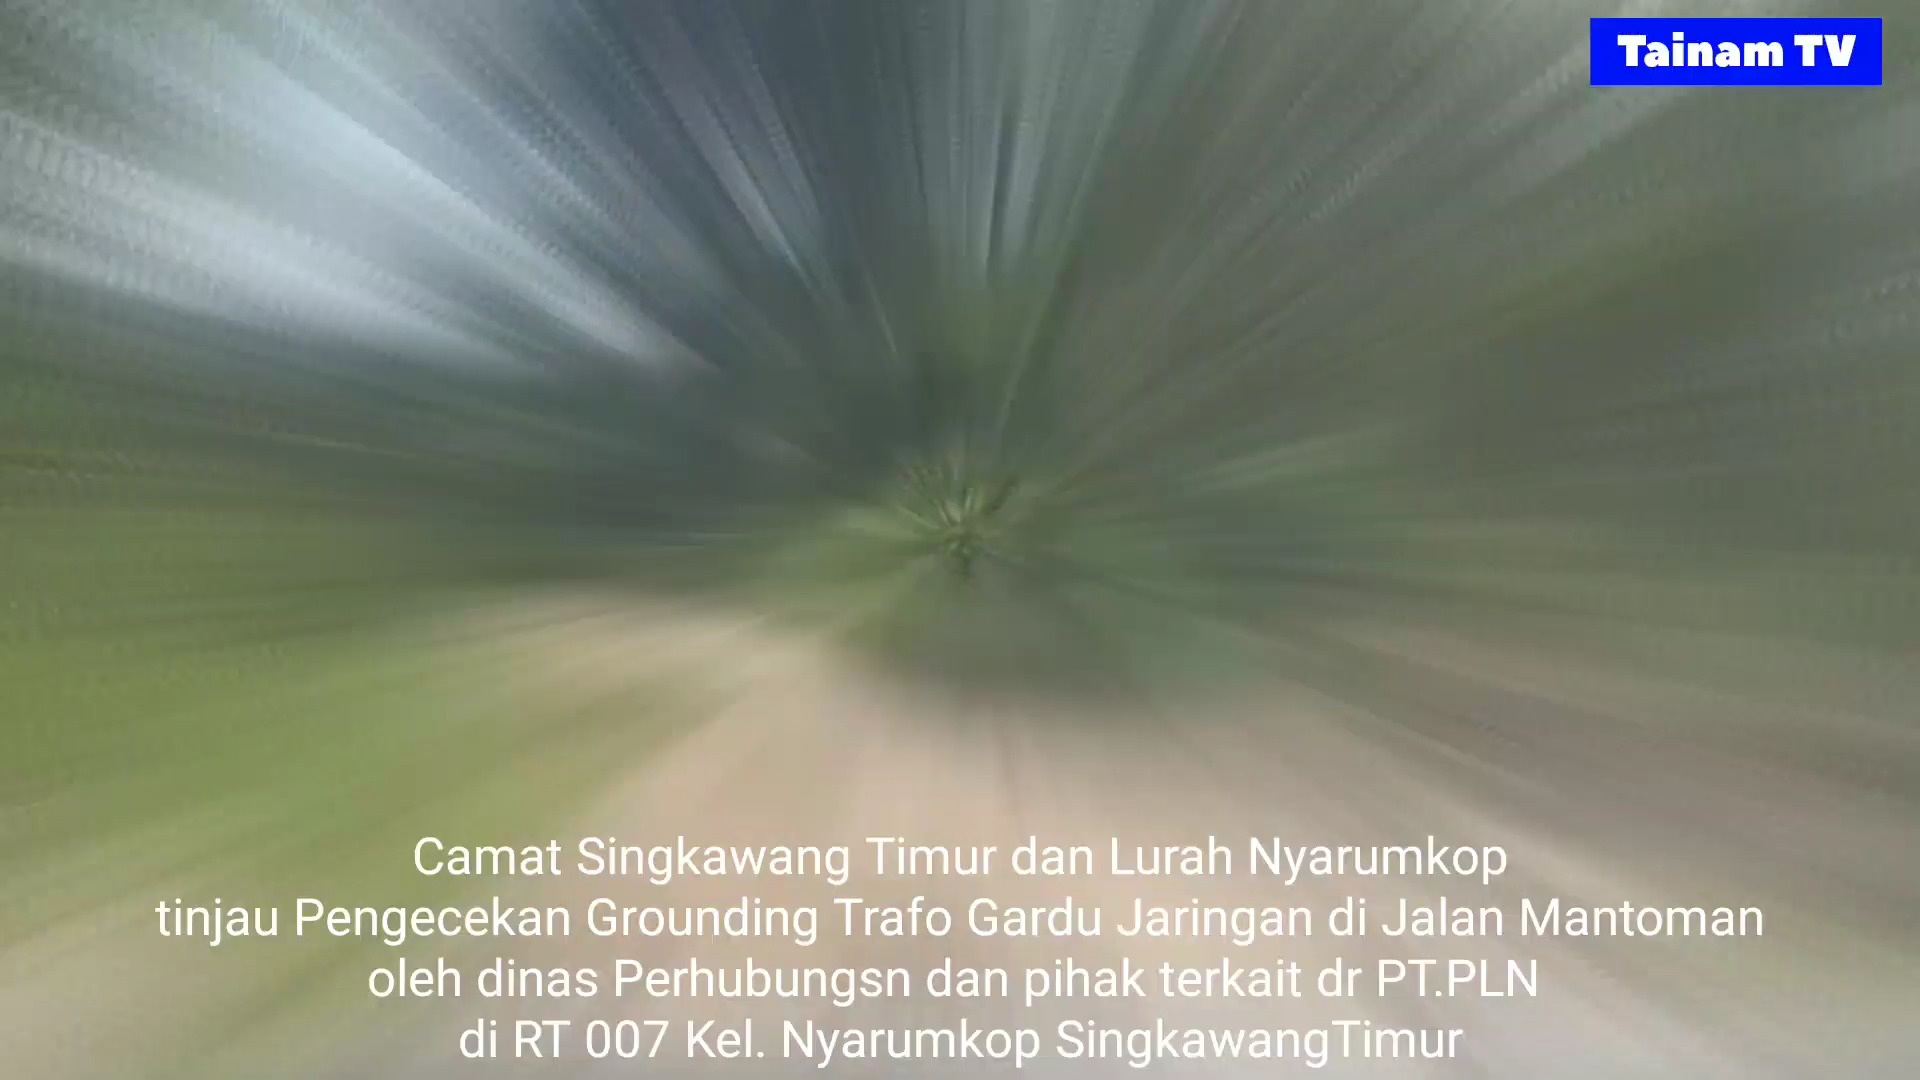 Tainam TV
Camat Singkawang Timur dan Lurah Nyarumkop
tinjau Pengecekan Grounding Trafo Gardu Jaringan di Jalan Mantoman
oleh dinas Perhubungsn dan pihak terkait dr PT.PLN
di RT 007 Kel. Nyarumkop SingkawangTimur